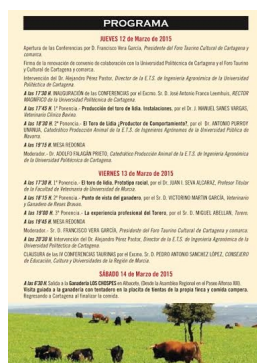 PROGRAMA
JUEVES 12 de Marzo de 2015
Apertura de las Conferencias por D. Francisco Vera García, Presidente del Foro Taurino Cultural de Cartagena y
comarca.
Firma de la renovación de convenio de colaboración con la Universidad Politécnica de Cartagena y el Foro Taurino
y Cultural de Cartagena y comarca.
Intervención del Dr. Alejandro Pérez Pastor, Director de la E.T.S. de Ingeniería Agronómica de la Universidad
Politécnica de Cartagena.
A las 17'30 H. INAUGURACIÓN de las CONFERENCIAS por el Excmo. Sr. D. José Antonio Franco Leemhuis, RECTOR
MAGNÍFICO de la Universidad Politécnica de Cartagena.
A las 17'45 H. 1ª Ponencia.- Producción del toro de lidia. Instalaciones, por el Dr. J. MANUEL SANES VARGAS,
Veterinario Clínico Bovino.
A las 18'30 H. 2ª Ponencia.- El Toro de Lidia ¿Productor de Comportamiento?, por el Dr. ANTONIO PURROY
UNANUA, Catedrático Producción Animal de la E.T.S. de Ingenieros Agrónomos de la Universidad Pública de
Navarra.
A las 19'15 H. MESA REDONDA
Moderador.- Dr. ADOLFO FALAGÁN PRIETO, Catedrático Producción Animal de la E.T.S. de Ingeniería Agronómica
de la Universidad Politécnica de Cartagena.
VIERNES 13 de Marzo de 2015
A las 17'30 H. 1ª Ponencia.- El toro de lidia. Prototipo racial, por el Dr. JUAN I. SEVA ALCARAZ, Profesor Titular
de la Facultad de Veterinaria de Universidad de Murcia.
A las 18'15 H. 2ª Ponencia.- Punto de vista del ganadero, por el D. VICTORINO MARTÍN GARCÍA, Veterinario
y Ganadero de Reses Bravas.
A las 19'00 H. 3ª Ponencia.- La experiencia profesional del Torero, por el Sr. D. MIGUEL ABELLÁN, Torero.
A las 19'45 H. MESA REDONDA
Moderador.- Sr. D. FRANCISCO VERA GARCÍA, Presidente del Foro Taurino Cultural de Cartagena y comarca.
A las 20'30 H. Intervención del Dr. Alejandro Pérez Pastor, Director de la E.T.S. de Ingeniería Agronómica de la
Universidad Politécnica de Cartagena.
CLAUSURA de las IV CONFERENCIAS TAURINAS por el Excmo. Sr. D. PEDRO ANTONIO SÁNCHEZ LÓPEZ, CONSEJERO
de Educación, Cultura y Universidades de la Región de Murcia.
SÁBADO 14 de Marzo de 2015
A las 6'30 H. Salida a la Ganadería LOS CHOSPES en Albacete. (Desde la Asamblea Regional en el Paseo Alfonso XIII).
Visita guiada a la ganadería con tentadero en la placita de tientas de la propia finca y comida campera.
Regresando a Cartagena al finalizar la comida.